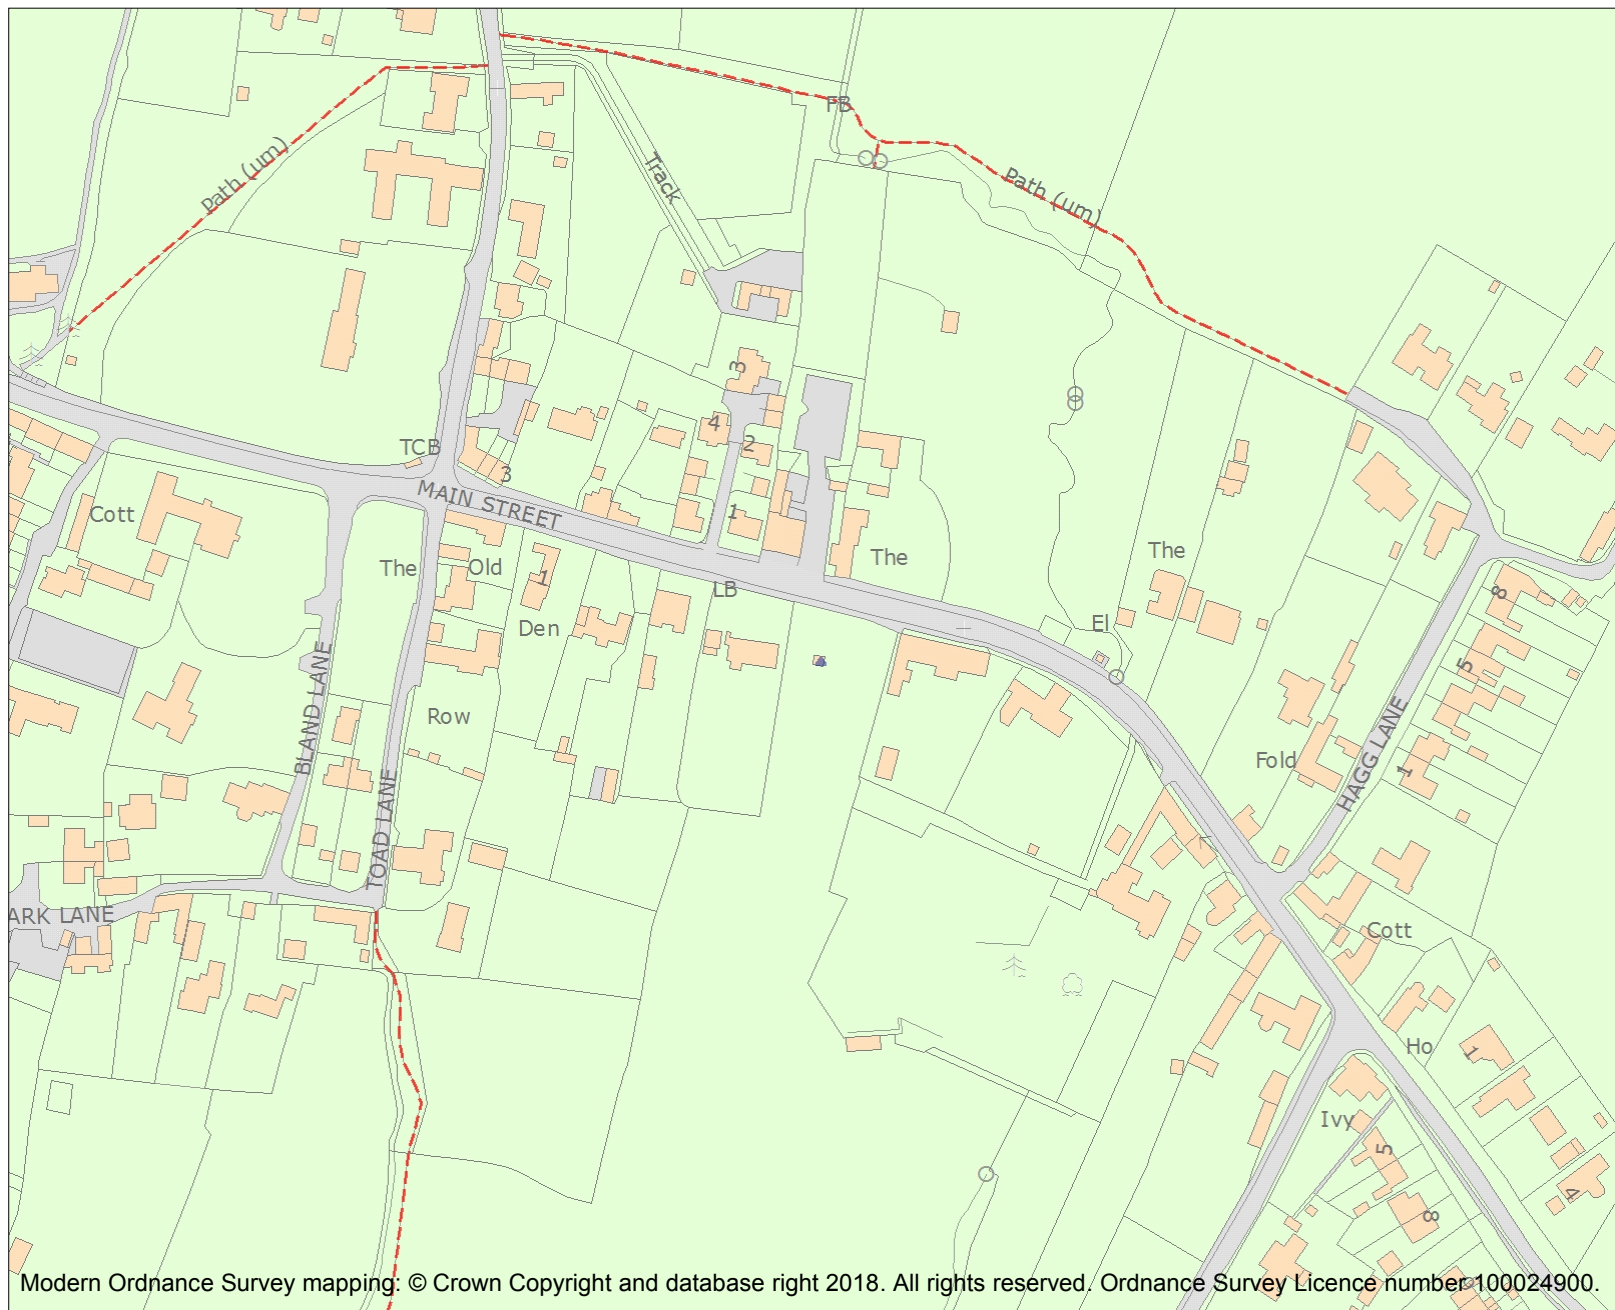 FB
Path (um)
Track
Path (um)
3
4
2
TCB
3
MAIN STREET
1
Cott
The
Old
1
The
The
LB
Den
El
8
5
BLAND LANE
Row
HAGG LANE
Fold
1
TOAD LANE
ARK LANE
Cott
Ho
1
Ivy
5
4
8
Modern Ordnance Survey mapping: © Crown Copyright and database right 2018. All rights reserved. Ordnance Survey Licence number 100024900.